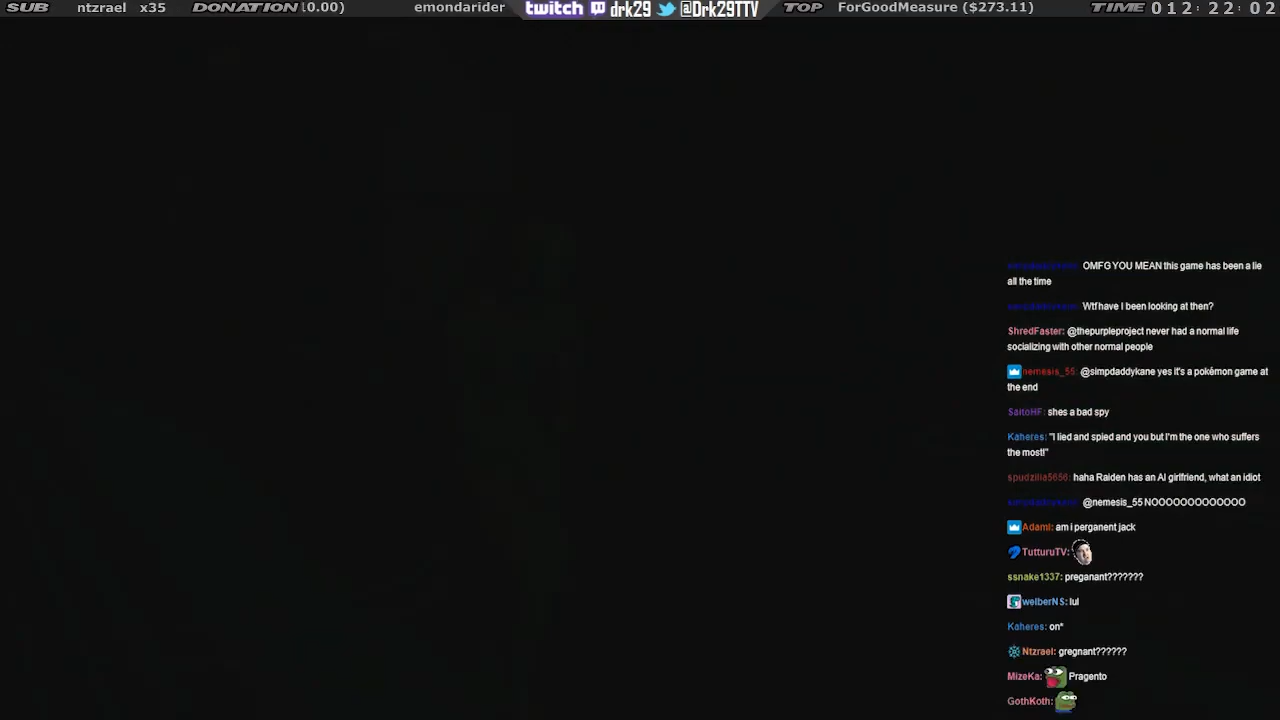 SUB ntzrael x35 DONATION (0.00) emondarider twitch drk29 @Drk29TTV TOP ForGoodMeasure ($273.11) TIME 012:22:02
OMFG YOU MEAN this game has been a lie
all the time
Wtf have I been looking at then?
ShredFaster: @thepurpleproject never had a normal life
socializing with other normal people
nemesis_55: @simpdaddykane yes it's a pokémon game at
the end
SaitoHF: shes a bad spy
Kaheres: "I lied and spied and you but I'm the one who suffers
the most!"
spudzilla5656: haha Raiden has an AI girlfriend, what an idiot
@nemesis_55 NOOOOOOOOOOOOO
Adami: am i perganent jack
TutturuTV:
ssnake1337: preganant???????
welberNS: lul
Kaheres: on*
Ntzrael: gregnant??????
MizeKa: Pragento
GothKoth: